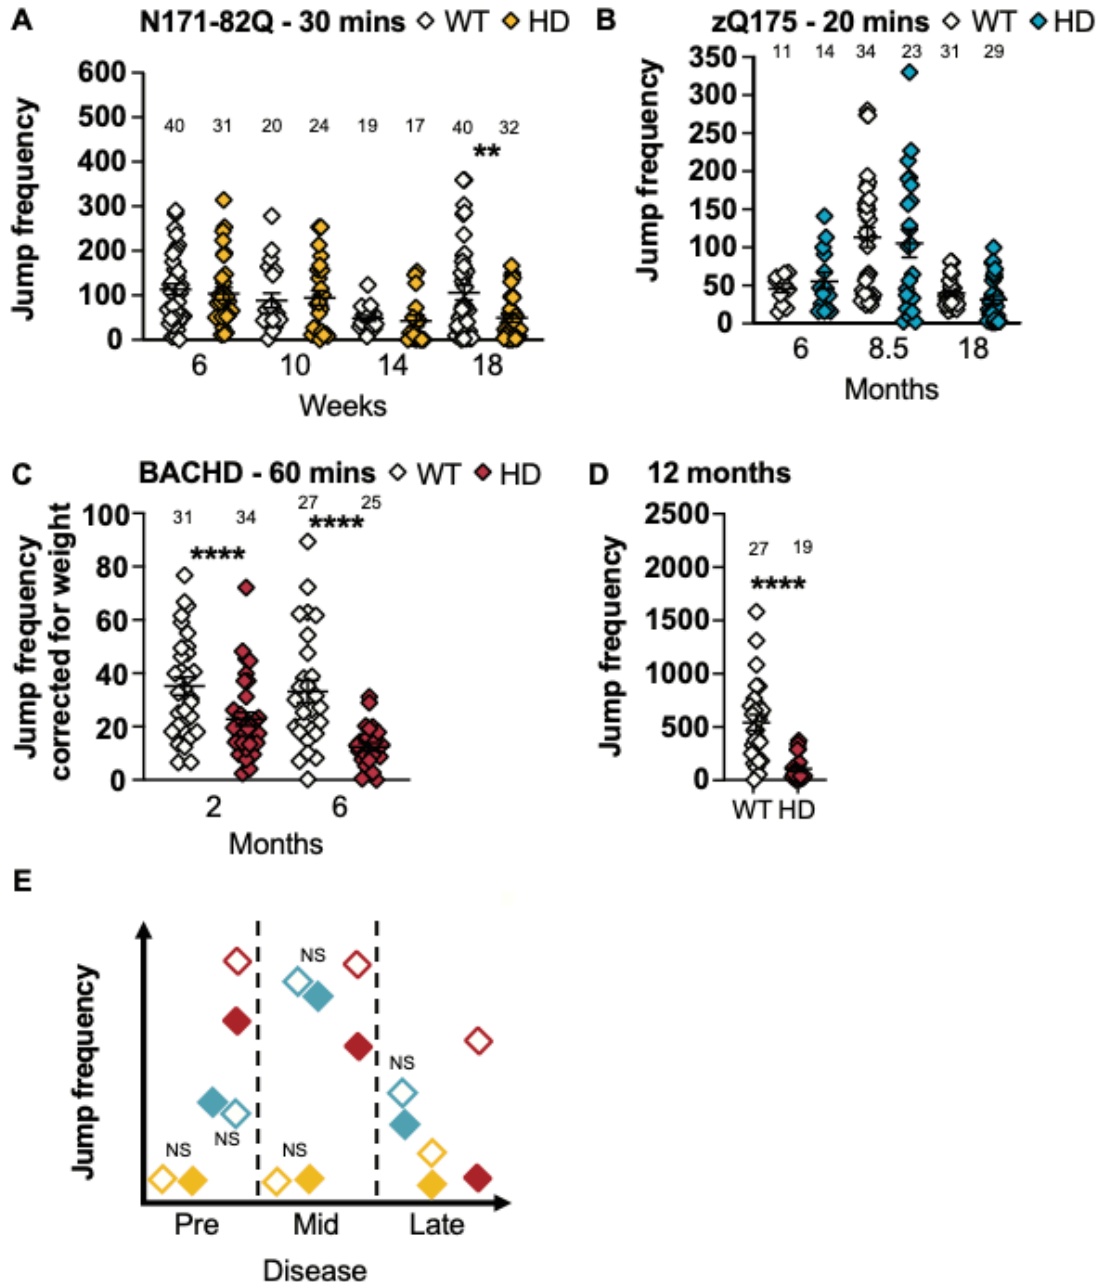 A N171-82Q - 30 mins WT HD
Jump frequency
600
500
400
300
200
100
0
40 31 20 24 19 17 40 32
**
6 10 14 18
Weeks
B zQ175 - 20 mins WT HD
Jump frequency
11 14 34 23 31 29
350
300
250
200
150
100
50
0
6 8.5 18
Months
C BACHD - 60 mins WT HD
Jump frequency
corrected for weight
100
80
60
40
20
0
31 34 27 25
**** ****
2 6
Months
D 12 months
Jump frequency
2500
2000
1500
1000
500
0
27 19
****
WT HD
E
Jump frequency
NS
NS
NS
NS
NS
Pre Mid Late
Disease